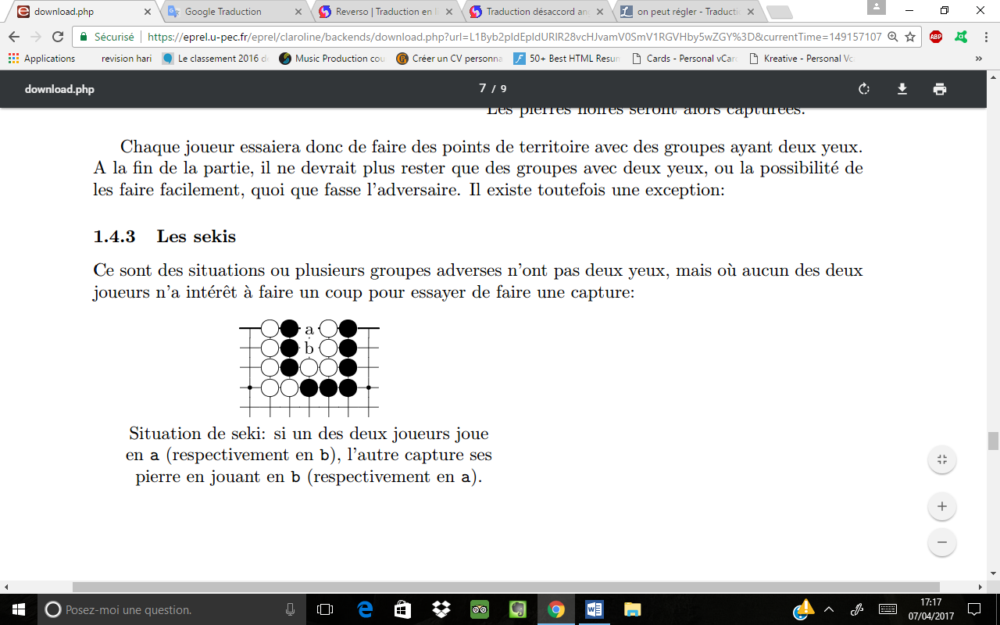 download.php
Google Traduction
Reverso | Traduction en li
Traduction désaccord an
on peut régler - Traducti
Sécurisé
https://eprel.u-pec.fr/eprel/claroline/backends/download.php?url=L1Byb2pldEpldURlR28vcHJvamV0SmV1RGVHby5wZGY%3D&currentTime=149157107
ABP
Applications
revision hari
Le classement 2016 d
Music Production cou
Créer un CV personna
50+ Best HTML Resun
Cards - Personal vCar
Kreative - Personal Vc
»
download.php
7 / 9
Les pierres noires seront alors capturées.
Chaque joueur essaiera donc de faire des points de territoire avec des groupes ayant deux yeux.
A la fin de la partie, il ne devrait plus rester que des groupes avec deux yeux, ou la possibilité de
les faire facilement, quoi que fasse l'adversaire. Il existe toutefois une exception:
1.4.3 Les sekis
Ce sont des situations ou plusieurs groupes adverses n'ont pas deux yeux, mais où aucun des deux
joueurs n'a intérêt à faire un coup pour essayer de faire une capture:
a
b
Situation de seki: si un des deux joueurs joue
en a (respectivement en b), l'autre capture ses
pierre en jouant en b (respectivement en a).
Posez-moi une question.
17:17
07/04/2017